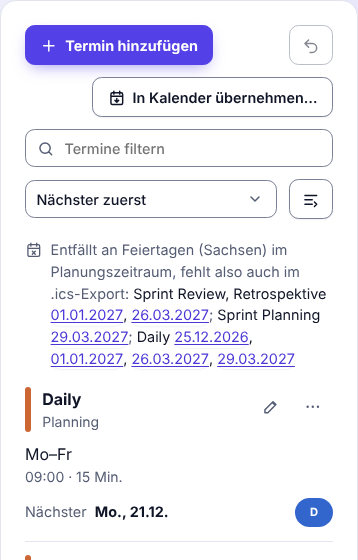 Termin hinzufügen
In Kalender übernehmen...
Termine filtern
Nächster zuerst
Entfällt an Feiertagen (Sachsen) im
Planungszeitraum, fehlt also auch im
.ics-Export: Sprint Review, Retrospektive
01.01.2027, 26.03.2027; Sprint Planning
29.03.2027; Daily 25.12.2026,
01.01.2027, 26.03.2027, 29.03.2027
Daily
Planning
Mo–Fr
09:00 · 15 Min.
Nächster Mo., 21.12.
D